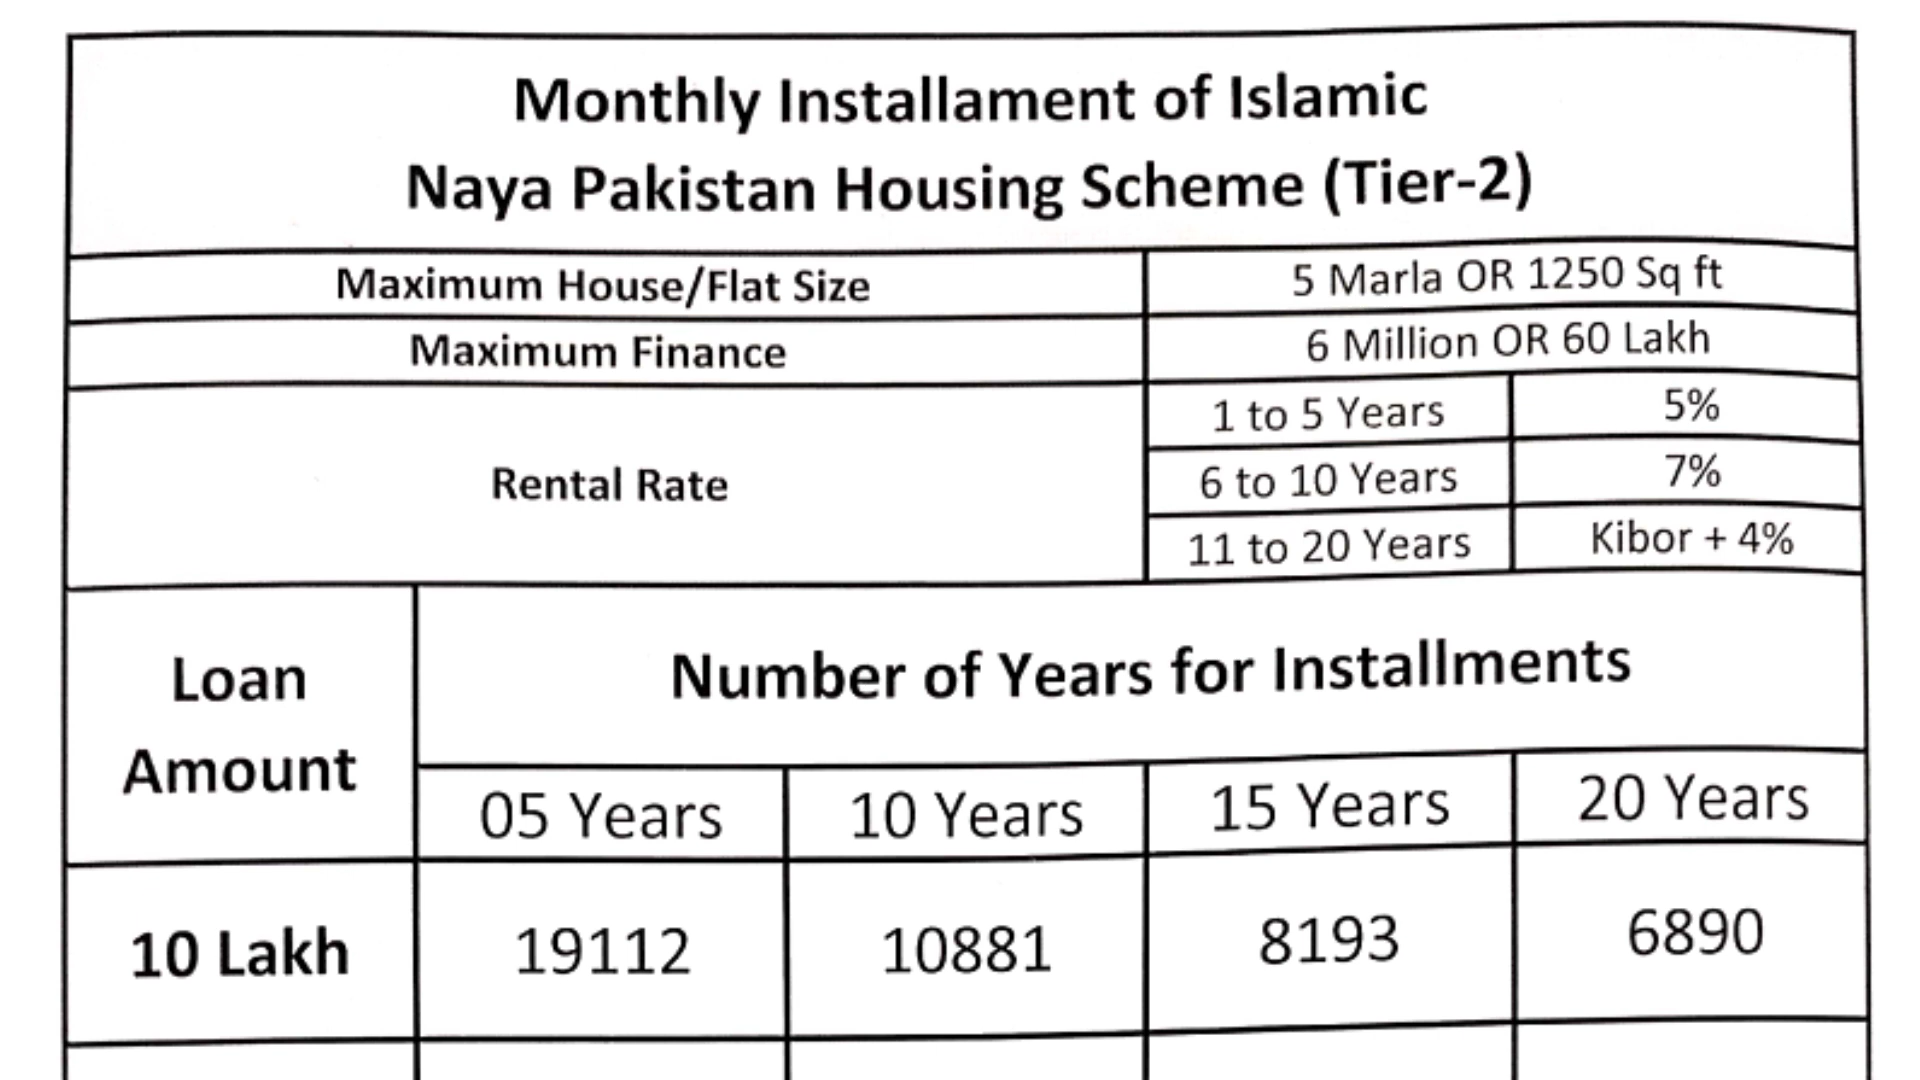 Monthly Installament of Islamic
Naya Pakistan Housing Scheme (Tier-2)
Maximum House/Flat Size 5 Marla OR 1250 Sq ft
Maximum Finance 6 Million OR 60 Lakh
Rental Rate
1 to 5 Years 5%
6 to 10 Years 7%
11 to 20 Years Kibor + 4%
Loan
Amount
Number of Years for Installments
05 Years 10 Years 15 Years 20 Years
10 Lakh 19112 10881 8193 6890